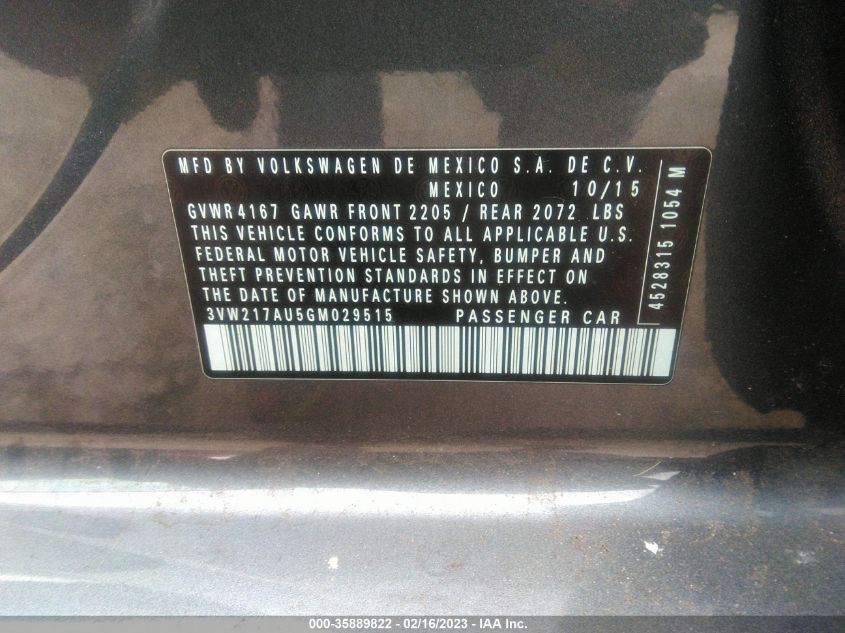 MFD BY VOLKSWAGEN DE MEXICO S.A. DE C.V.
MEXICO 10/15
GVWR 4167 GAWR FRONT 2205 / REAR 2072 LBS
THIS VEHICLE CONFORMS TO ALL APPLICABLE U.S.
FEDERAL MOTOR VEHICLE SAFETY, BUMPER AND
THEFT PREVENTION STANDARDS IN EFFECT ON
THE DATE OF MANUFACTURE SHOWN ABOVE.
3VW217AU5GM029515 PASSENGER CAR
4528315 1054 M
000-35889822 - 02/16/2023 - IAA Inc.